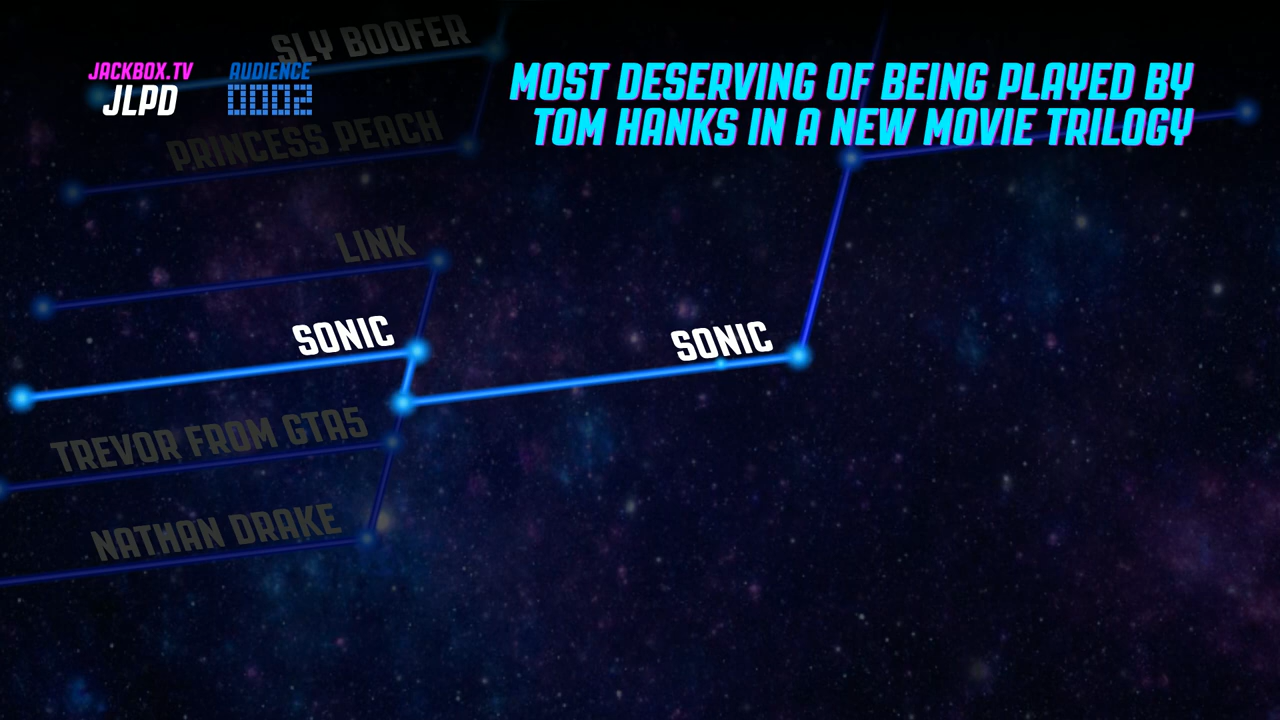 SLY BOOFER
JACKBOX.TV
JLPD
AUDIENCE
0002
MOST DESERVING OF BEING PLAYED BY
TOM HANKS IN A NEW MOVIE TRILOGY
PRINCESS PEACH
LINK
SONIC
SONIC
TREVOR FROM GTA5
NATHAN DRAKE